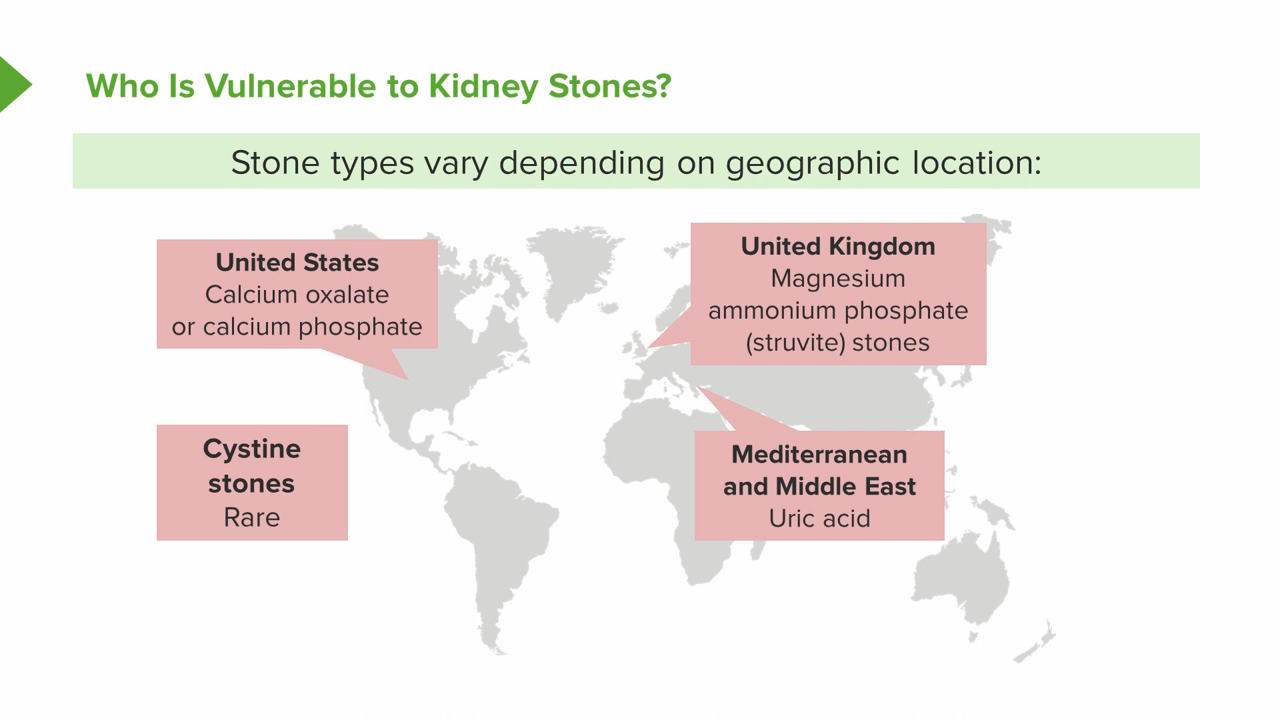 Who Is Vulnerable to Kidney Stones?
Stone types vary depending on geographic location:
United States
Calcium oxalate
or calcium phosphate
United Kingdom
Magnesium
ammonium phosphate
(struvite) stones
Cystine
stones
Rare
Mediterranean
and Middle East
Uric acid